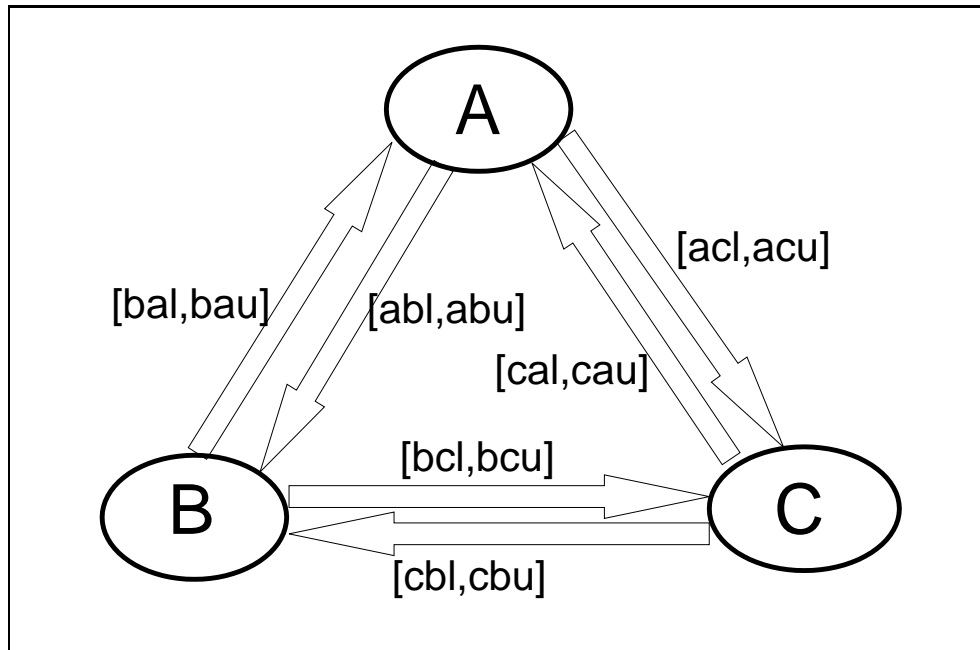 A
[acl,acu]
[bal,bau]
[abl,abu]
[cal,cau]
[bcl,bcu]
B
C
[cbl,cbu]